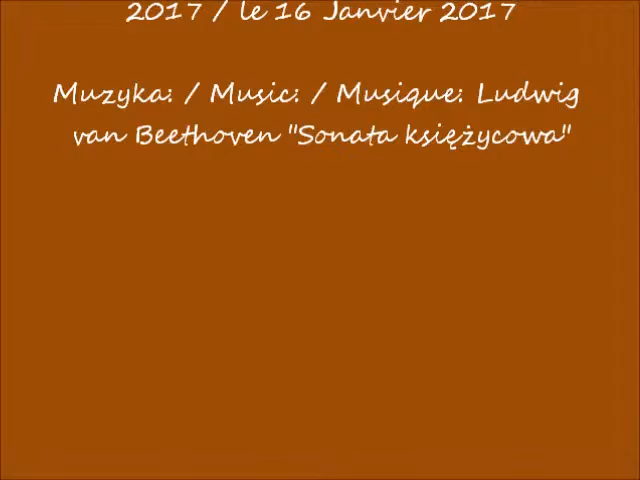 2017 / le 16 Janvier 2017
Muzyka: / Music: / Musique: Ludwig
van Beethoven "Sonata księżycowa"